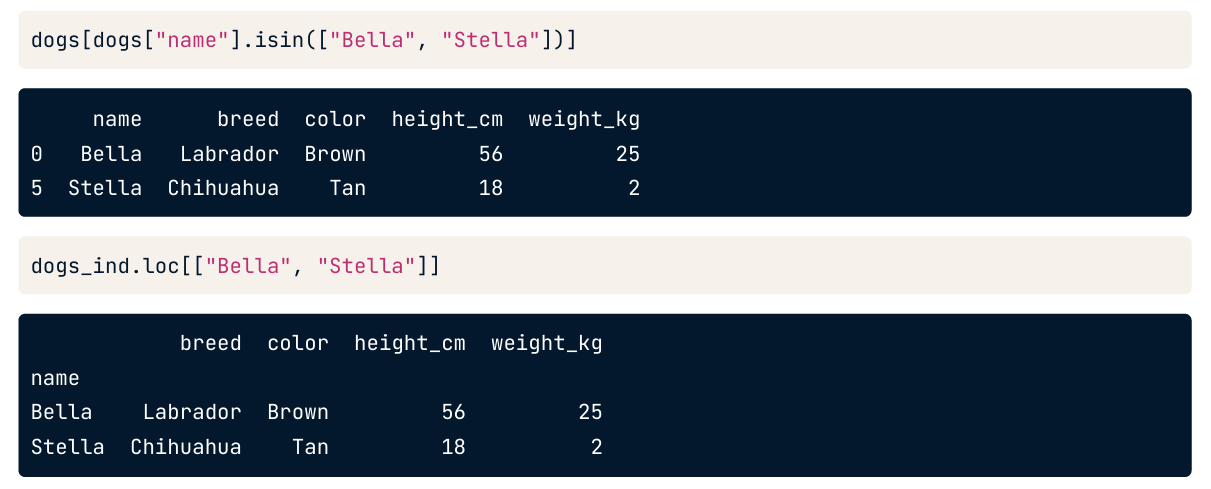 dogs[dogs["name"].isin(["Bella", "Stella"])]
     name      breed  color  height_cm  weight_kg
0   Bella   Labrador  Brown         56         25
5  Stella  Chihuahua    Tan         18          2
dogs_ind.loc[["Bella", "Stella"]]
            breed  color  height_cm  weight_kg
name
Bella    Labrador  Brown         56         25
Stella  Chihuahua    Tan         18          2